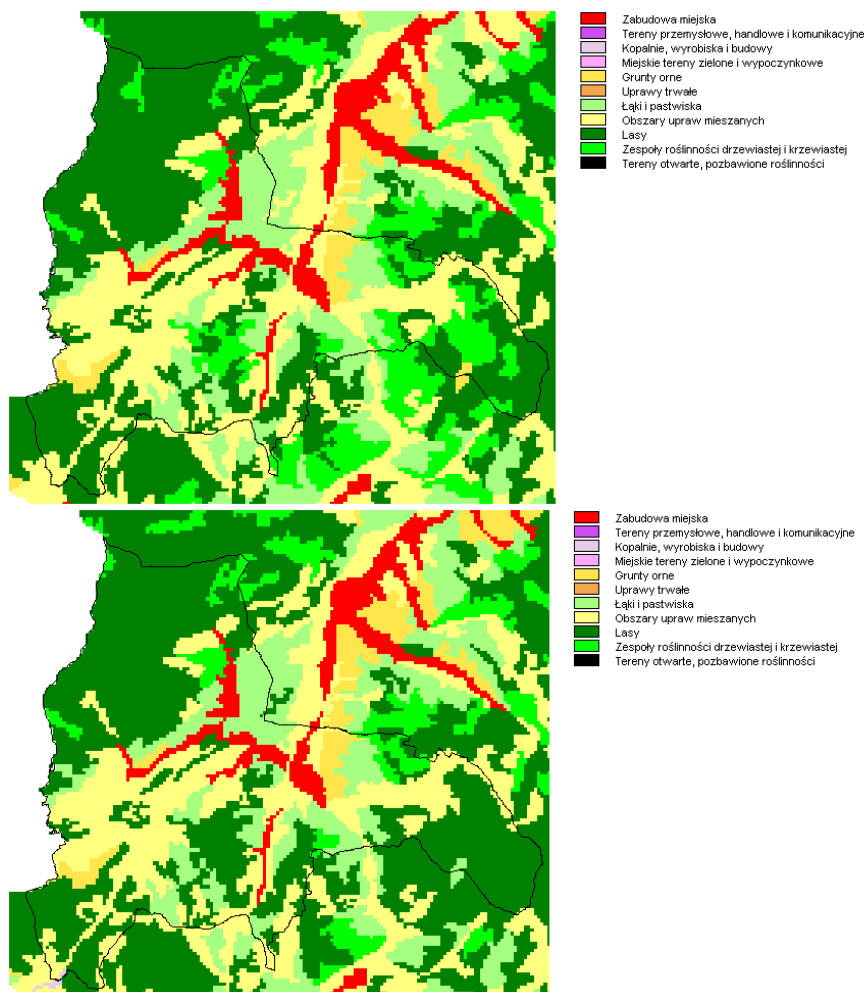 Zabudowa miejska
Tereny przemysłowe, handlowe i komunikacyjne
Kopalnie, wyrobiska i budowy
Miejskie tereny zielone i wypoczynkowe
Grunty orne
Uprawy trwałe
Łąki i pastwiska
Obszary upraw mieszanych
Lasy
Zespoły roślinności drzewiastej i krzewiastej
Tereny otwarte, pozbawione roślinności
Zabudowa miejska
Tereny przemysłowe, handlowe i komunikacyjne
Kopalnie, wyrobiska i budowy
Miejskie tereny zielone i wypoczynkowe
Grunty orne
Uprawy trwałe
Łąki i pastwiska
Obszary upraw mieszanych
Lasy
Zespoły roślinności drzewiastej i krzewiastej
Tereny otwarte, pozbawione roślinności